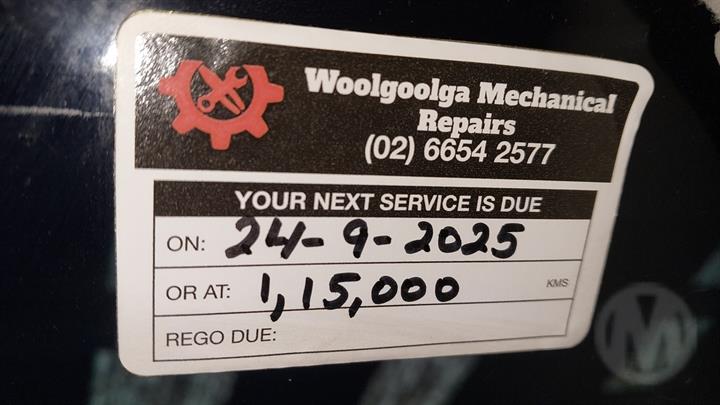 Woolgoolga Mechanical
Repairs
(02) 6654 2577
YOUR NEXT SERVICE IS DUE
ON: 24-9-2025
OR AT: 1,15,000 KMS
REGO DUE:
M